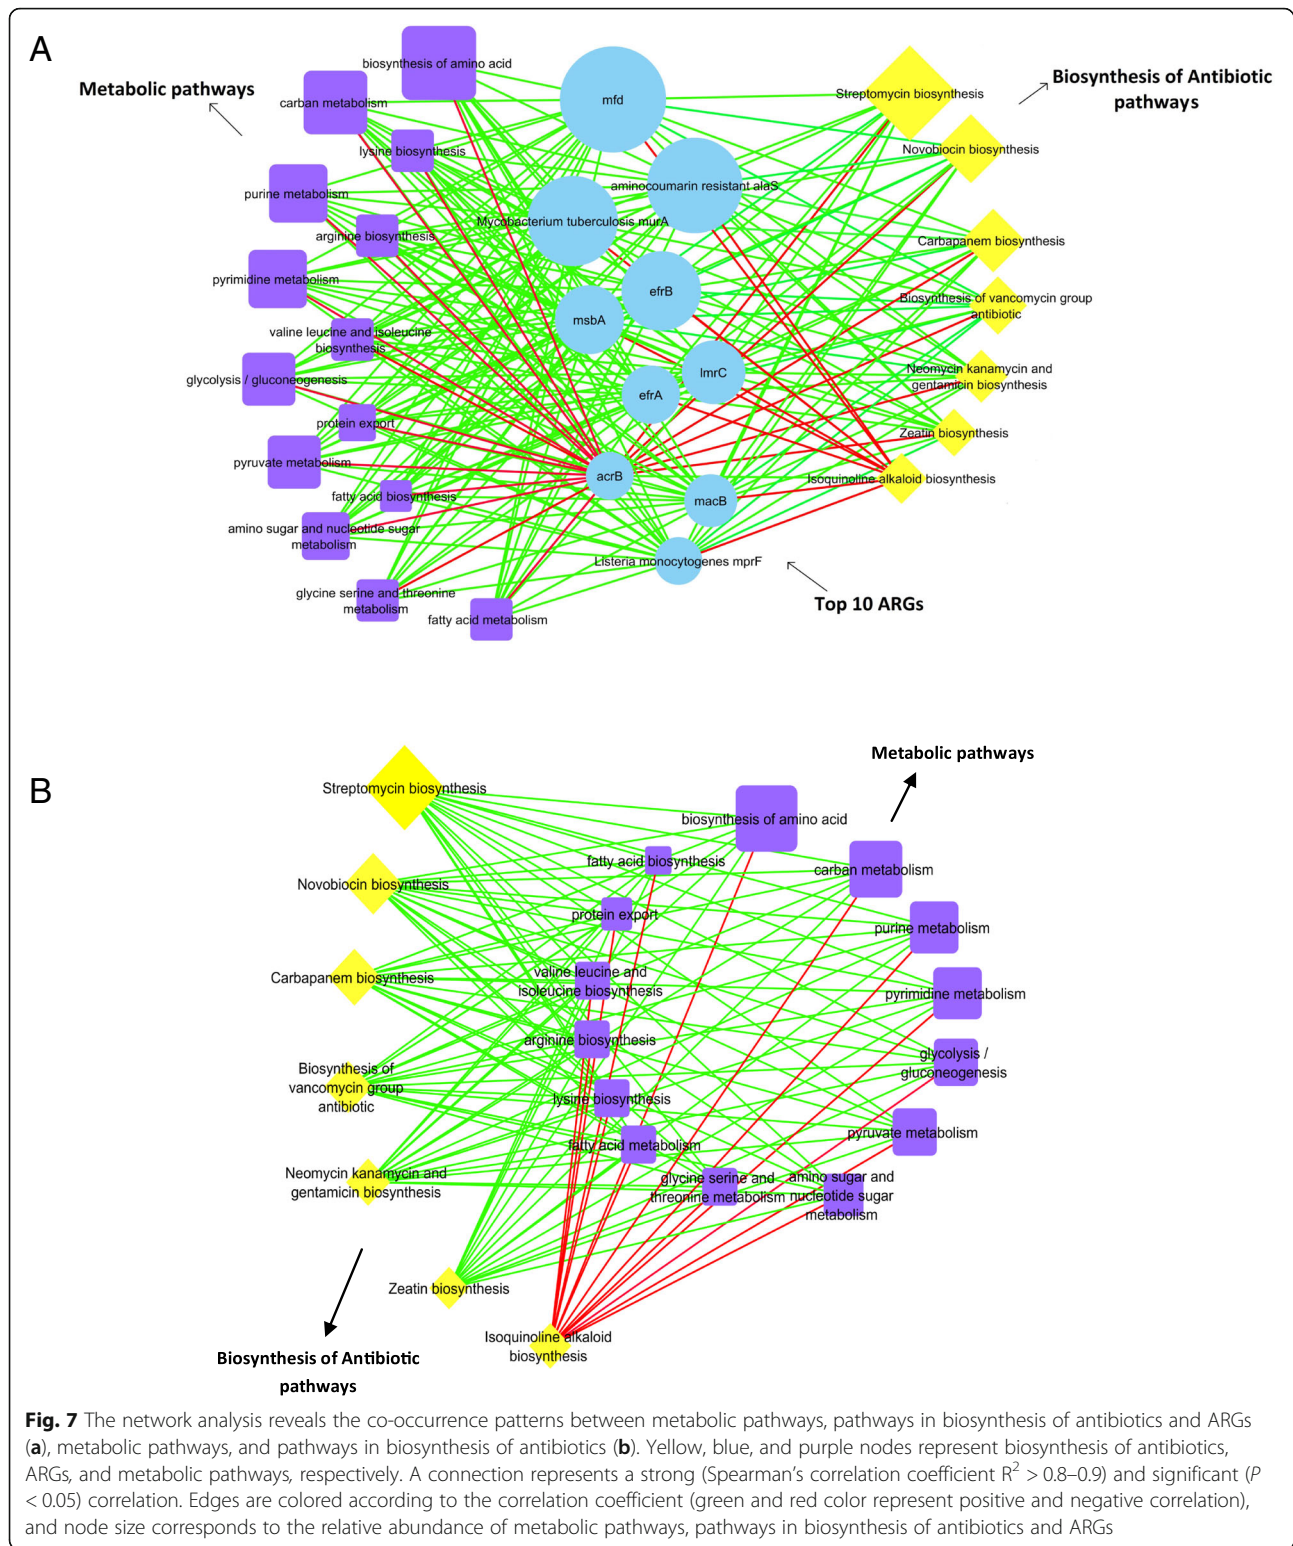 A
Metabolic pathways
biosynthesis of amino acid
carban metabolism
lysine biosynthesis
purine metabolism
arginine biosynthesis
pyrimidine metabolism
valine leucine and isoleucine
biosynthesis
glycolysis / gluconeogenesis
protein export
pyruvate metabolism
fatty acid biosynthesis
amino sugar and nucleotide sugar
metabolism
glycine serine and threonine
metabolism
fatty acid metabolism
mfd
aminocoumarin resistant alaS
Mycobacterium tuberculosis murA
efrB
msbA
lmrC
efrA
acrB
macB
Listeria monocytogenes mprF
Top 10 ARGs
Biosynthesis of Antibiotic
pathways
Streptomycin biosynthesis
Novobiocin biosynthesis
Carbapanem biosynthesis
Biosynthesis of vancomycin group
antibiotic
Neomycin kanamycin and
gentamicin biosynthesis
Zeatin biosynthesis
Isoquinoline alkaloid biosynthesis
B
Streptomycin biosynthesis
Novobiocin biosynthesis
Carbapanem biosynthesis
Biosynthesis of
vancomycin group
antibiotic
Neomycin kanamycin and
gentamicin biosynthesis
Zeatin biosynthesis
Isoquinoline alkaloid
biosynthesis
Biosynthesis of Antibiotic
pathways
Metabolic pathways
biosynthesis of amino acid
fatty acid biosynthesis
carban metabolism
protein export
purine metabolism
valine leucine and
isoleucine biosynthesis
pyrimidine metabolism
arginine biosynthesis
glycolysis /
gluconeogenesis
lysine biosynthesis
pyruvate metabolism
fatty acid metabolism
glycine serine and
threonine metabolism
amino sugar and
nucleotide sugar
metabolism
Fig. 7 The network analysis reveals the co-occurrence patterns between metabolic pathways, pathways in biosynthesis of antibiotics and ARGs
(a), metabolic pathways, and pathways in biosynthesis of antibiotics (b). Yellow, blue, and purple nodes represent biosynthesis of antibiotics,
ARGs, and metabolic pathways, respectively. A connection represents a strong (Spearman's correlation coefficient R² > 0.8–0.9) and significant (P
< 0.05) correlation. Edges are colored according to the correlation coefficient (green and red color represent positive and negative correlation),
and node size corresponds to the relative abundance of metabolic pathways, pathways in biosynthesis of antibiotics and ARGs